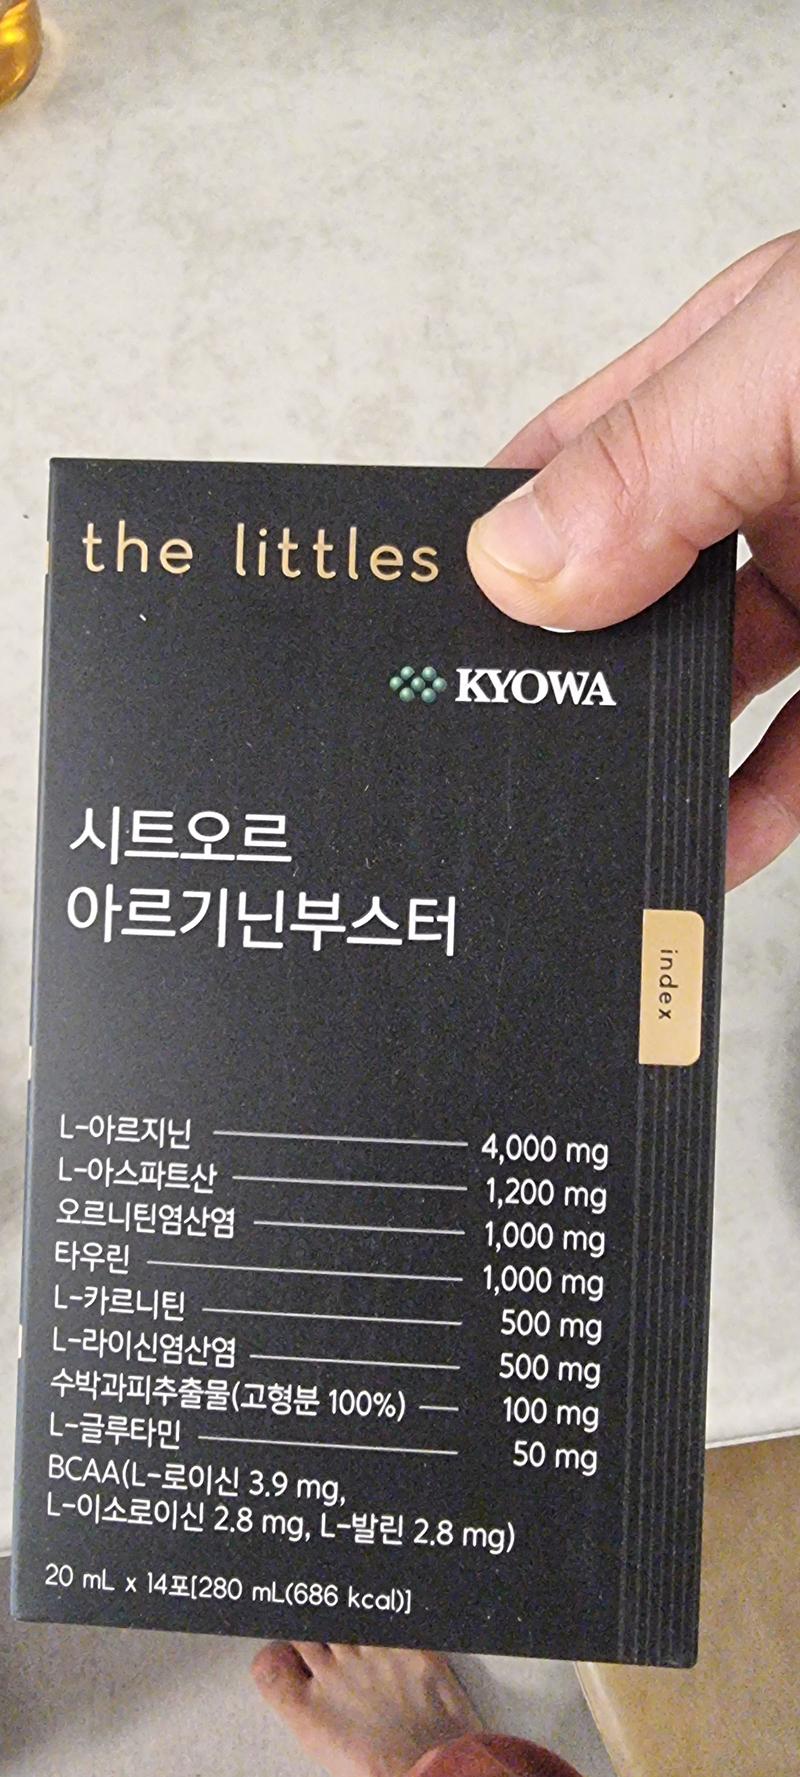 the littles
KYOWA
시트오르
아르기닌부스터
index
L-아르지닌 4,000 mg
L-아스파트산 1,200 mg
오르니틴염산염 1,000 mg
타우린 1,000 mg
L-카르니틴 500 mg
L-라이신염산염 500 mg
수박과피추출물(고형분 100%) 100 mg
L-글루타민 50 mg
BCAA(L-로이신 3.9 mg,
L-이소로이신 2.8 mg, L-발린 2.8 mg)
20 mL x 14포[280 mL(686 kcal)]